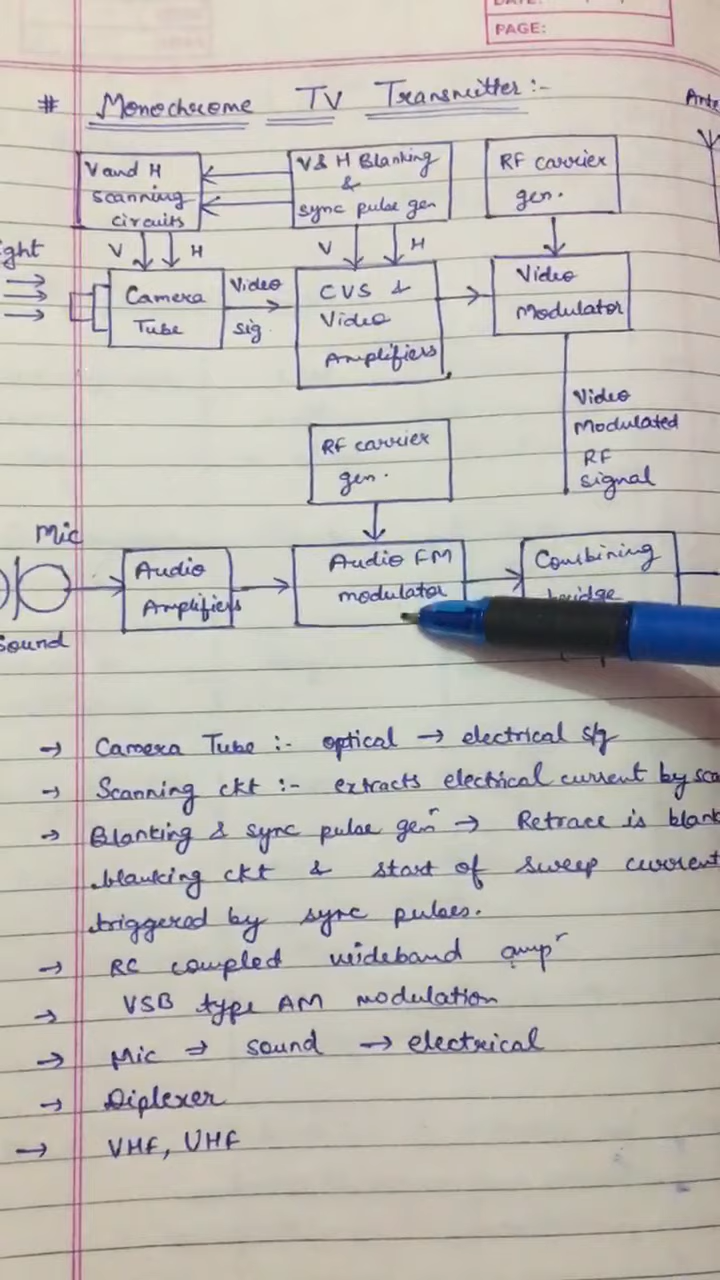 PAGE:
# Monochrome TV Transmitter :-
V and H scanning circuits
V & H Blanking & sync pulse gen
RF carrier gen.
V H
V H
Camera Tube
Video sig.
CVS & Video Amplifiers
Video Modulator
Video Modulated RF signal
RF carrier gen.
Mic
Audio Amplifiers
Audio FM modulator
Combining
→ Camera Tube :- optical → electrical s/g
→ Scanning ckt :- extracts electrical current by
→ Blanking & sync pulse genr → Retrace is
blanking ckt & start of sweep current
triggered by sync pulses.
→ RC coupled wideband ampr
→ VSB type AM modulation
→ Mic ⇒ sound → electrical
→ Diplexer
→ VHF, UHF